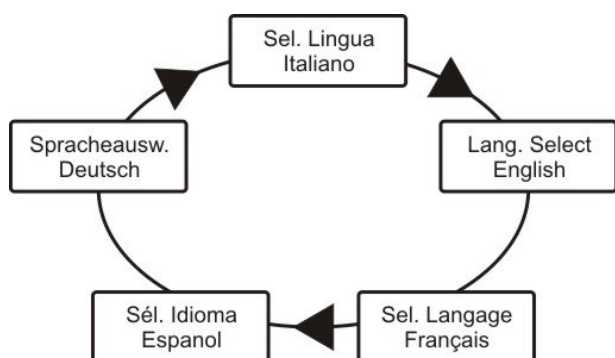 Sel. Lingua
Italiano
Spracheausw.
Deutsch
Lang. Select
English
Sél. Idioma
Espanol
Sel. Langage
Français